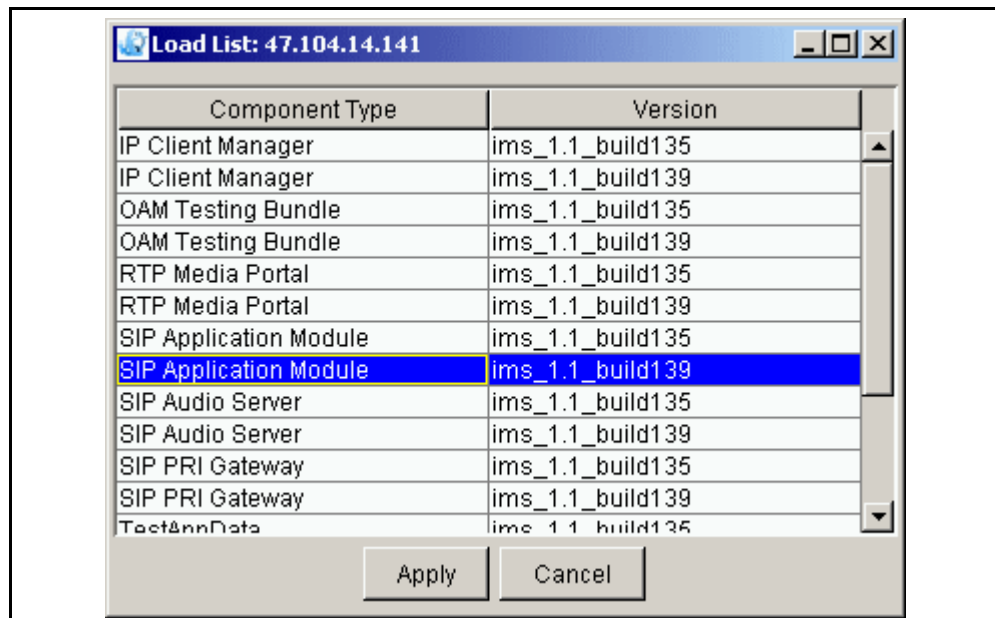 Load List: 47.104.14.141
Component Type Version
IP Client Manager ims_1.1_build135
IP Client Manager ims_1.1_build139
OAM Testing Bundle ims_1.1_build135
OAM Testing Bundle ims_1.1_build139
RTP Media Portal ims_1.1_build135
RTP Media Portal ims_1.1_build139
SIP Application Module ims_1.1_build135
SIP Application Module ims_1.1_build139
SIP Audio Server ims_1.1_build135
SIP Audio Server ims_1.1_build139
SIP PRI Gateway ims_1.1_build135
SIP PRI Gateway ims_1.1_build139
TestAppData ims_1.1_build135
Apply Cancel